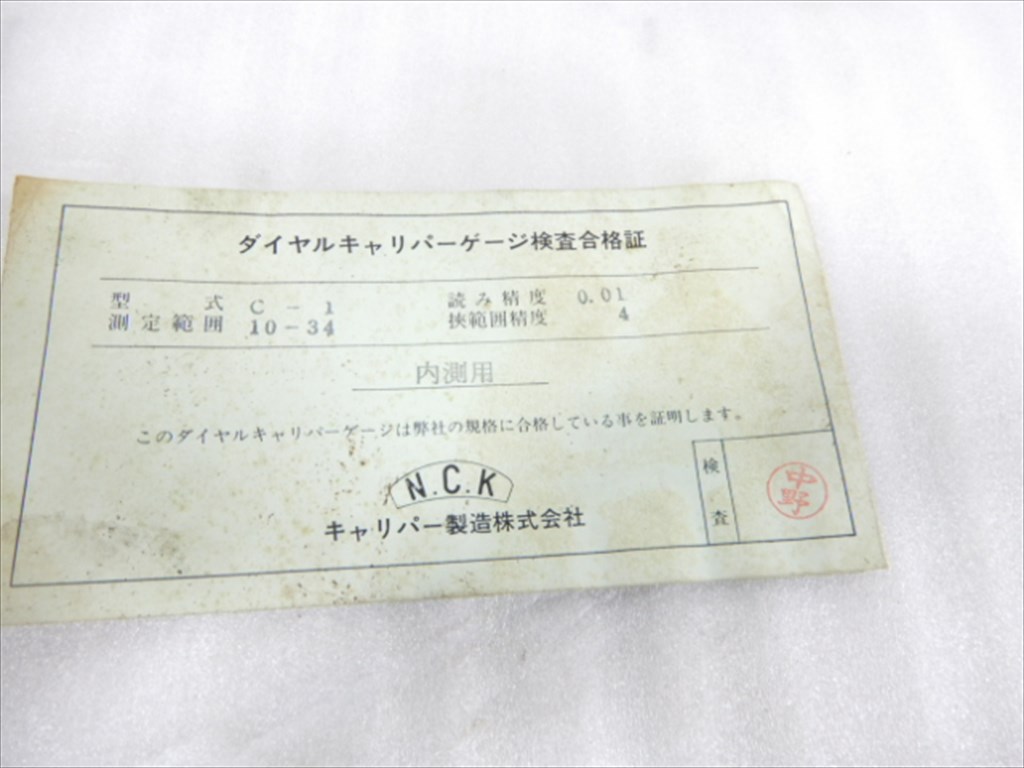 ダイヤルキャリパーゲージ検査合格証
型式 C-1 読み精度 0.01
測定範囲 10-34 挟範囲精度 4
内測用
このダイヤルキャリパーゲージは弊社の規格に合格している事を証明します。
N.C.K
キャリパー製造株式会社
検査
中野